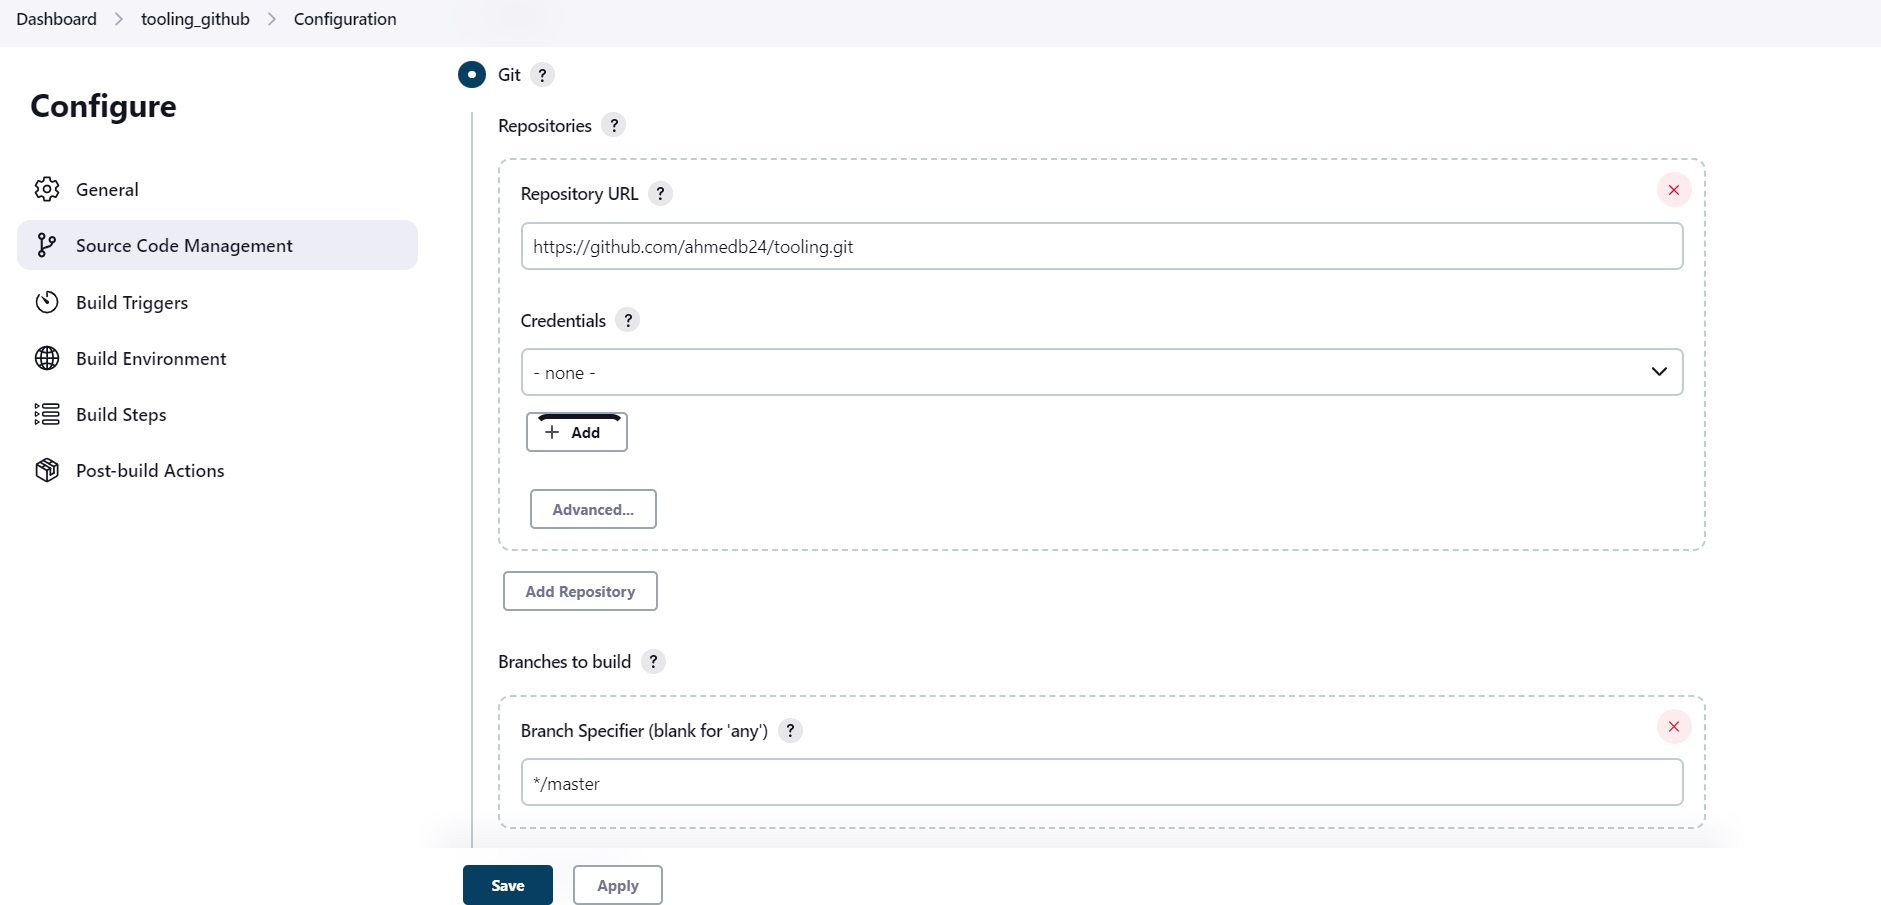 Dashboard > tooling_github > Configuration
Configure
General
Source Code Management
Build Triggers
Build Environment
Build Steps
Post-build Actions
Git ?
Repositories ?
Repository URL ?
https://github.com/ahmedb24/tooling.git
Credentials ?
- none -
+ Add
Advanced...
Add Repository
Branches to build ?
Branch Specifier (blank for 'any') ?
*/master
Save
Apply